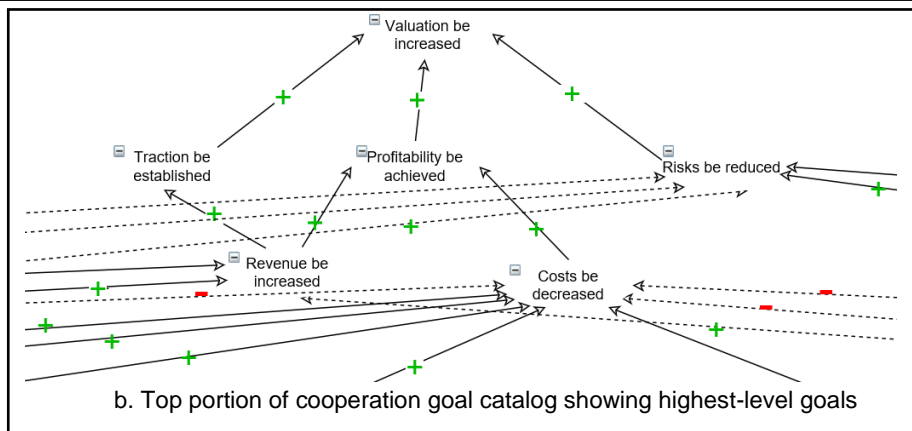 Valuation be
increased
Traction be
established
Profitability be
achieved
Risks be reduced
Revenue be
increased
Costs be
decreased
b. Top portion of cooperation goal catalog showing highest-level goals